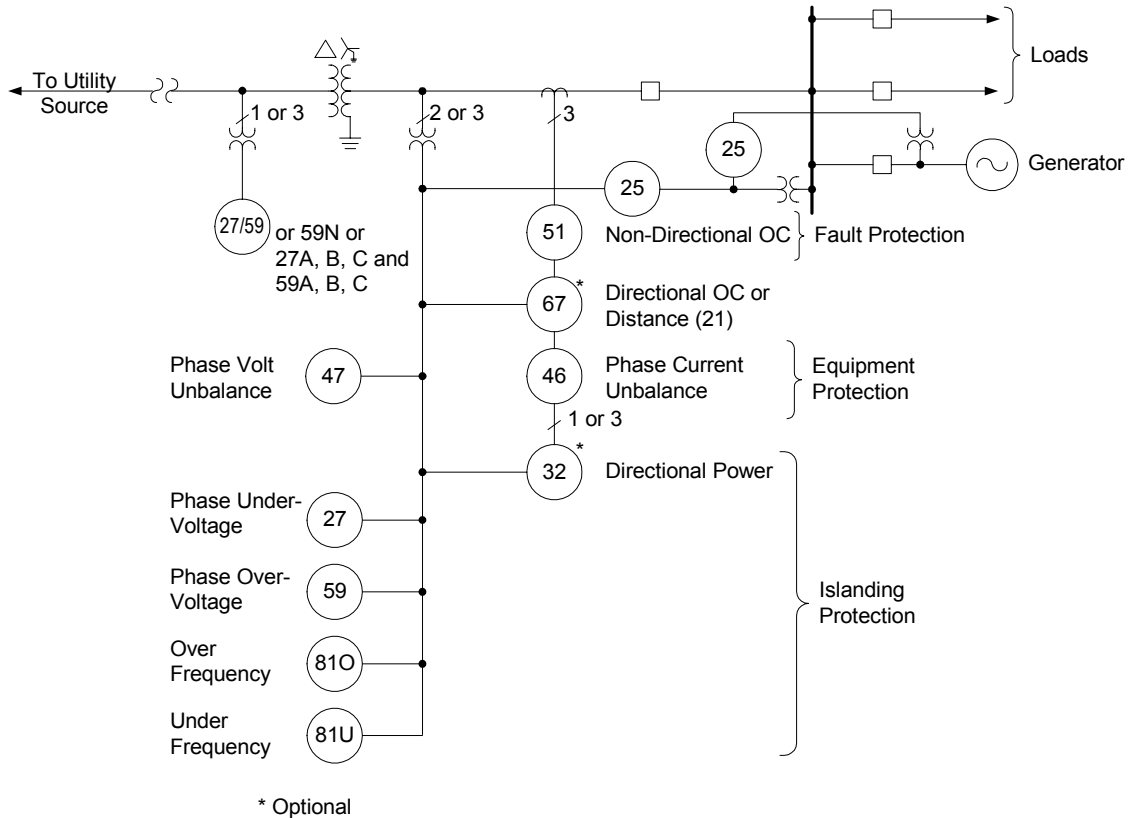 Loads
To Utility
Source
1 or 3
2 or 3
3
25
Generator
25
27/59
or 59N or
27A, B, C and
59A, B, C
51
Non-Directional OC
Fault Protection
67
*
Directional OC or
Distance (21)
Phase Volt
Unbalance
47
46
Phase Current
Unbalance
Equipment
Protection
1 or 3
32
*
Directional Power
Phase Under-
Voltage
27
Phase Over-
Voltage
59
Islanding
Protection
Over
Frequency
81O
Under
Frequency
81U
* Optional